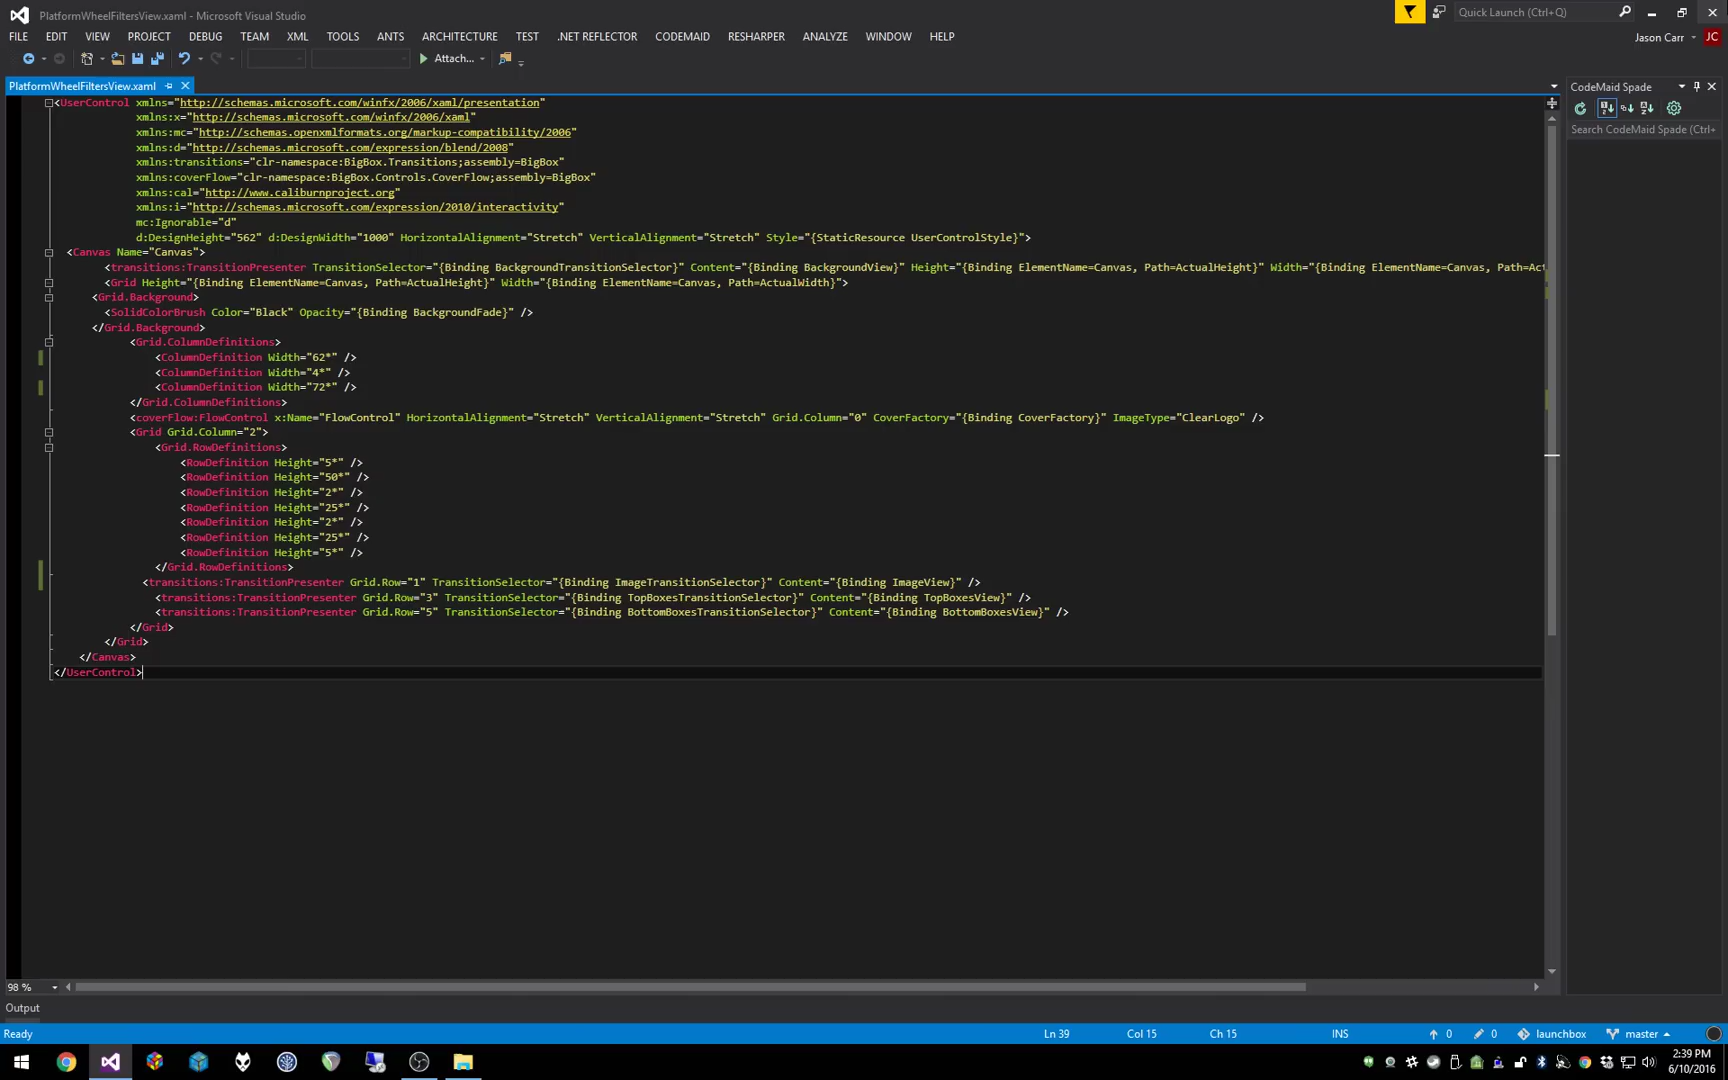 PlatformWheelFiltersView.xaml - Microsoft Visual Studio
Quick Launch (Ctrl+Q)
FILE EDIT VIEW PROJECT DEBUG TEAM XML TOOLS ANTS ARCHITECTURE TEST .NET REFLECTOR CODEMAID RESHARPER ANALYZE WINDOW HELP
Jason Carr JC
Attach...
PlatformWheelFiltersView.xaml
CodeMaid Spade
Search CodeMaid Spade (Ctrl+
<UserControl xmlns="http://schemas.microsoft.com/winfx/2006/xaml/presentation"
xmlns:x="http://schemas.microsoft.com/winfx/2006/xaml"
xmlns:mc="http://schemas.openxmlformats.org/markup-compatibility/2006"
xmlns:d="http://schemas.microsoft.com/expression/blend/2008"
xmlns:transitions="clr-namespace:BigBox.Transitions;assembly=BigBox"
xmlns:coverFlow="clr-namespace:BigBox.Controls.CoverFlow;assembly=BigBox"
xmlns:cal="http://www.caliburnproject.org"
xmlns:i="http://schemas.microsoft.com/expression/2010/interactivity"
mc:Ignorable="d"
d:DesignHeight="562" d:DesignWidth="1000" HorizontalAlignment="Stretch" VerticalAlignment="Stretch" Style="{StaticResource UserControlStyle}">
<Canvas Name="Canvas">
<transitions:TransitionPresenter TransitionSelector="{Binding BackgroundTransitionSelector}" Content="{Binding BackgroundView}" Height="{Binding ElementName=Canvas, Path=ActualHeight}" Width="{Binding ElementName=Canvas, Path=Act
<Grid Height="{Binding ElementName=Canvas, Path=ActualHeight}" Width="{Binding ElementName=Canvas, Path=ActualWidth}">
<Grid.Background>
<SolidColorBrush Color="Black" Opacity="{Binding BackgroundFade}" />
</Grid.Background>
<Grid.ColumnDefinitions>
<ColumnDefinition Width="62*" />
<ColumnDefinition Width="4*" />
<ColumnDefinition Width="72*" />
</Grid.ColumnDefinitions>
<coverFlow:FlowControl x:Name="FlowControl" HorizontalAlignment="Stretch" VerticalAlignment="Stretch" Grid.Column="0" CoverFactory="{Binding CoverFactory}" ImageType="ClearLogo" />
<Grid Grid.Column="2">
<Grid.RowDefinitions>
<RowDefinition Height="5*" />
<RowDefinition Height="50*" />
<RowDefinition Height="2*" />
<RowDefinition Height="25*" />
<RowDefinition Height="2*" />
<RowDefinition Height="25*" />
<RowDefinition Height="5*" />
</Grid.RowDefinitions>
<transitions:TransitionPresenter Grid.Row="1" TransitionSelector="{Binding ImageTransitionSelector}" Content="{Binding ImageView}" />
<transitions:TransitionPresenter Grid.Row="3" TransitionSelector="{Binding TopBoxesTransitionSelector}" Content="{Binding TopBoxesView}" />
<transitions:TransitionPresenter Grid.Row="5" TransitionSelector="{Binding BottomBoxesTransitionSelector}" Content="{Binding BottomBoxesView}" />
</Grid>
</Grid>
</Canvas>
</UserControl>
98 %
Output
Ready Ln 39 Col 15 Ch 15 INS 0 0 launchbox master
2:39 PM
6/10/2016